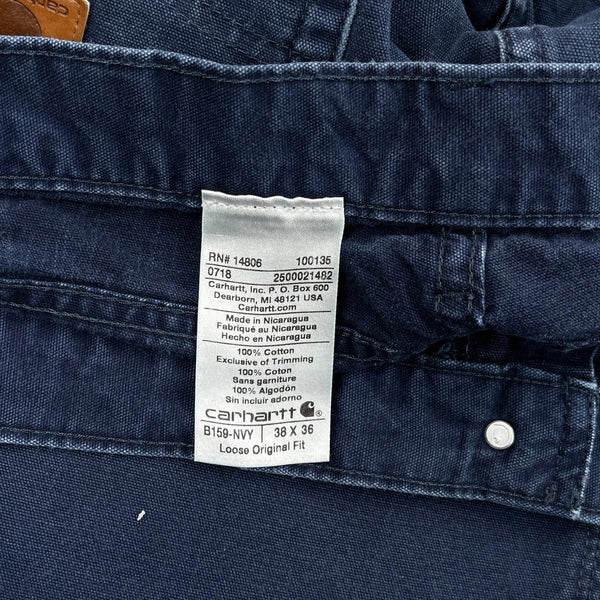 carhartt
RN# 14806 100135
0718 2500021482
Carhartt, Inc. P.O. Box 600
Dearborn, MI 48121 USA
Carhartt.com
Made in Nicaragua
Fabriqué au Nicaragua
Hecho en Nicaragua
100% Cotton
Exclusive of Trimming
100% Coton
Sans garniture
100% Algodón
Sin incluir adorno
carhartt ®
B159-NVY 38 X 36
Loose Original Fit